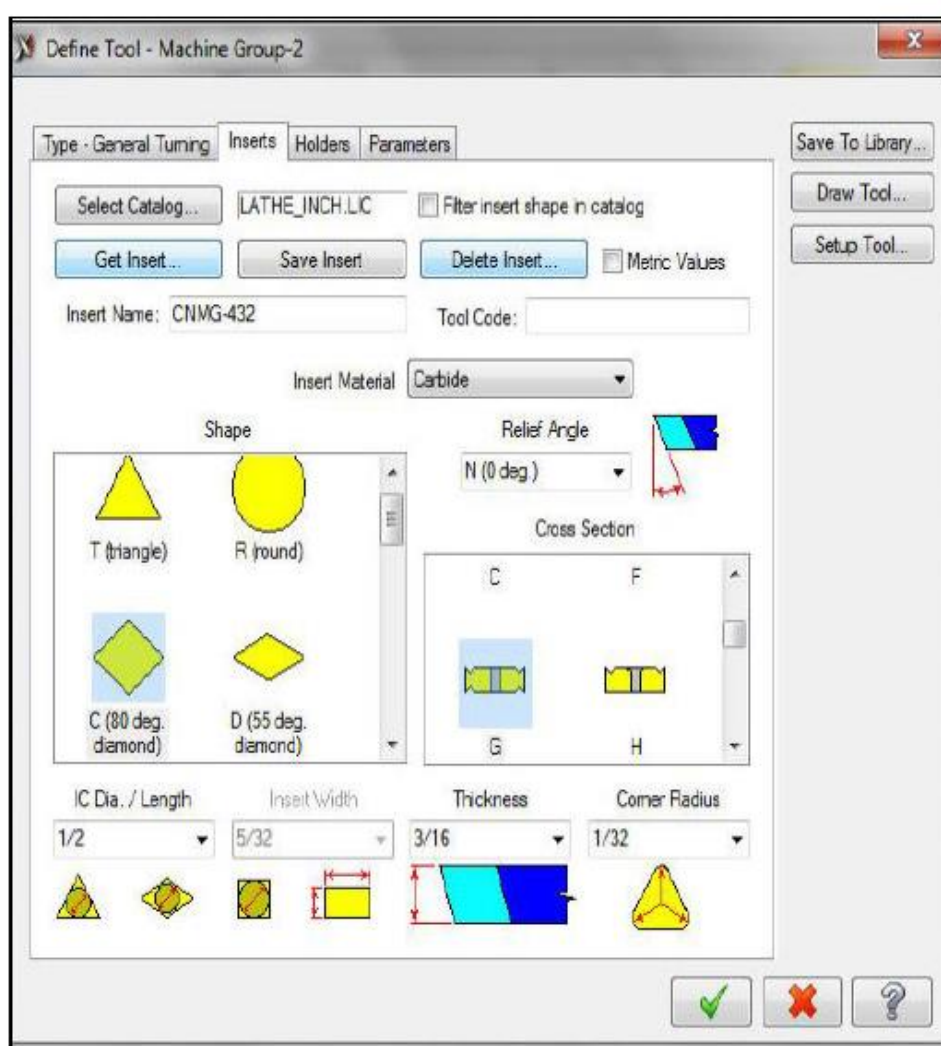 Define Tool - Machine Group-2
Type - General Turning Inserts Holders Parameters
Save To Library...
Select Catalog... LATHE_INCH.LIC Filter insert shape in catalog
Draw Tool...
Get Insert... Save Insert Delete Insert... Metric Values
Setup Tool...
Insert Name: CNMG-432 Tool Code:
Insert Material Carbide
Shape Relief Angle
N (0 deg.)
Cross Section
T (triangle) R (round)
C F
C (80 deg. diamond) D (55 deg. diamond)
G H
IC Dia. / Length Insert Width Thickness Corner Radius
1/2 5/32 3/16 1/32